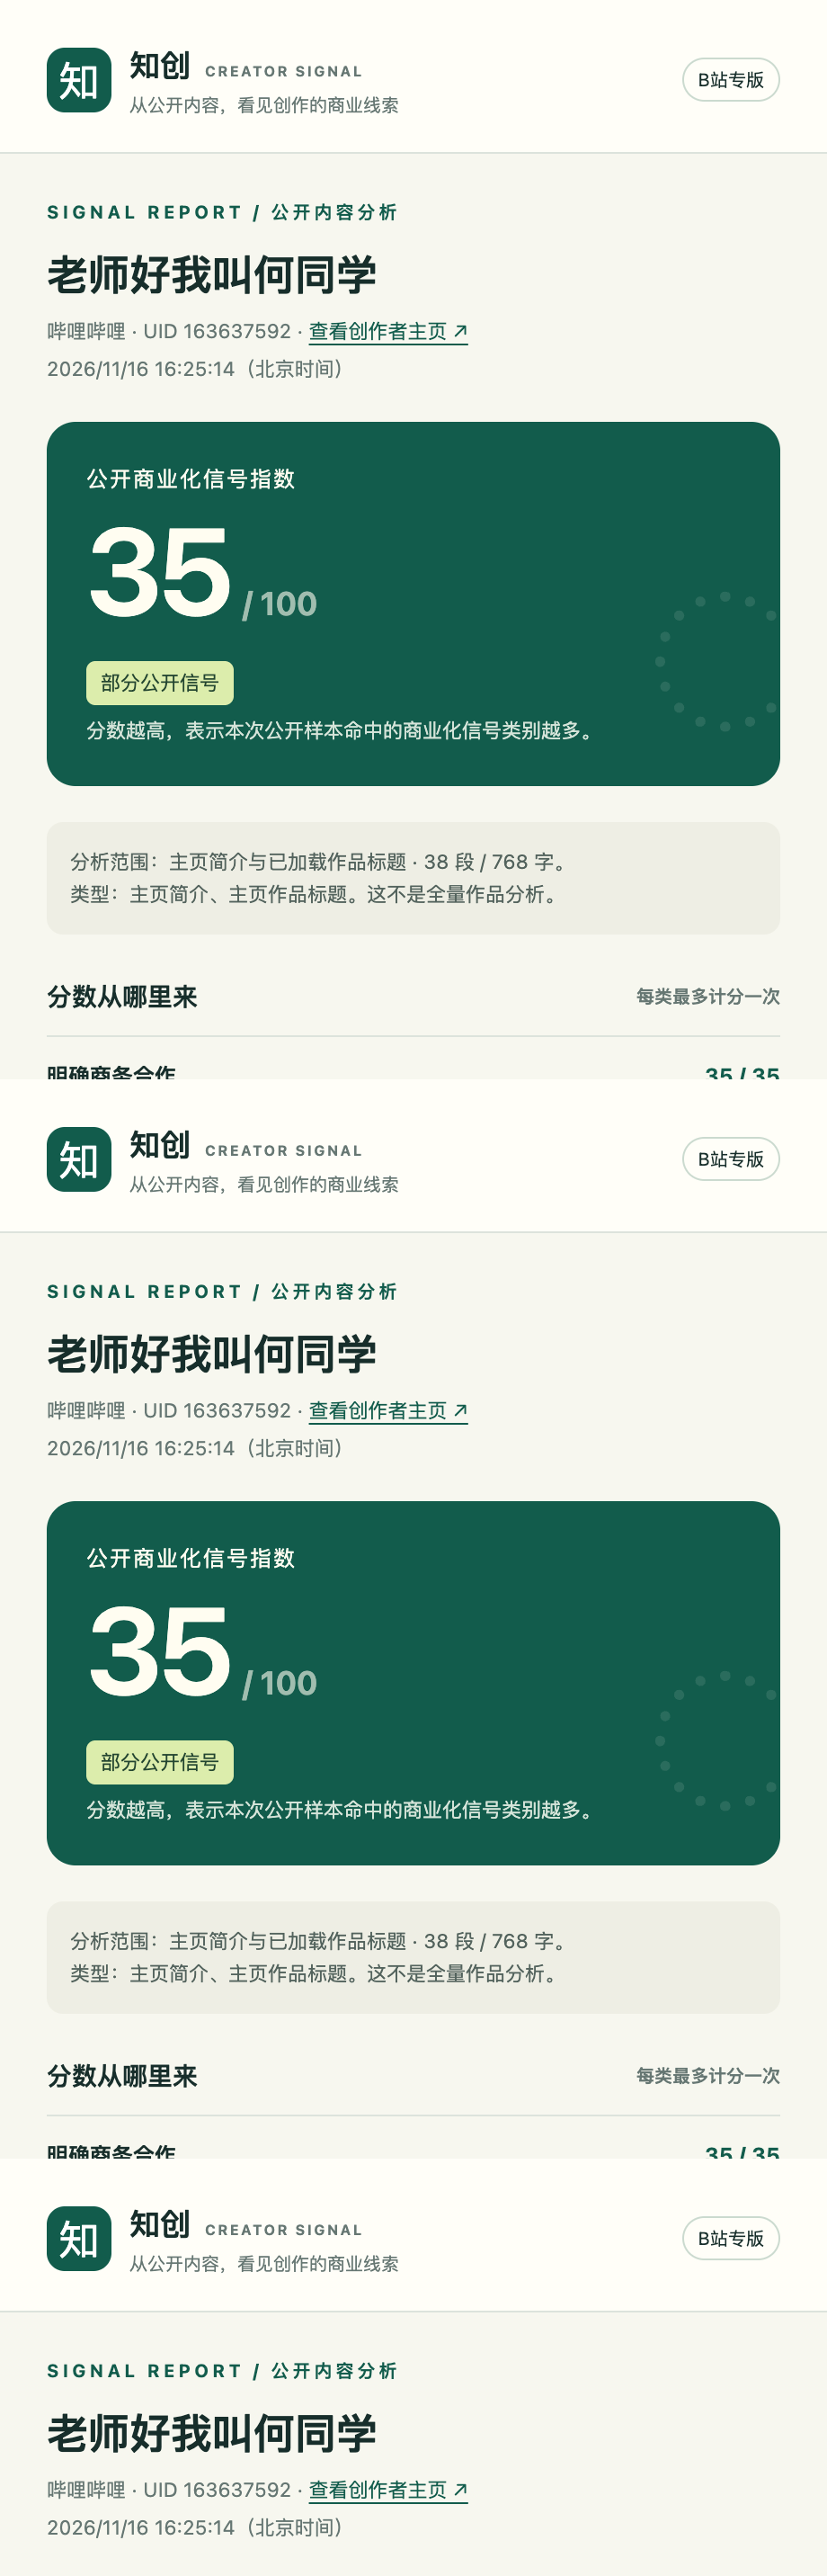 知 知创 CREATOR SIGNAL
从公开内容，看见创作的商业线索
B站专版
SIGNAL REPORT / 公开内容分析
老师好我叫何同学
哔哩哔哩 · UID 163637592 · 查看创作者主页 ↗
2026/11/16 16:25:14（北京时间）
公开商业化信号指数
35 / 100
部分公开信号
分数越高，表示本次公开样本命中的商业化信号类别越多。
分析范围：主页简介与已加载作品标题 · 38 段 / 768 字。
类型：主页简介、主页作品标题。这不是全量作品分析。
分数从哪里来 每类最多计分一次
明确商务合作 35 / 35
知 知创 CREATOR SIGNAL
从公开内容，看见创作的商业线索
B站专版
SIGNAL REPORT / 公开内容分析
老师好我叫何同学
哔哩哔哩 · UID 163637592 · 查看创作者主页 ↗
2026/11/16 16:25:14（北京时间）
公开商业化信号指数
35 / 100
部分公开信号
分数越高，表示本次公开样本命中的商业化信号类别越多。
分析范围：主页简介与已加载作品标题 · 38 段 / 768 字。
类型：主页简介、主页作品标题。这不是全量作品分析。
分数从哪里来 每类最多计分一次
明确商务合作 35 / 35
知 知创 CREATOR SIGNAL
从公开内容，看见创作的商业线索
B站专版
SIGNAL REPORT / 公开内容分析
老师好我叫何同学
哔哩哔哩 · UID 163637592 · 查看创作者主页 ↗
2026/11/16 16:25:14（北京时间）